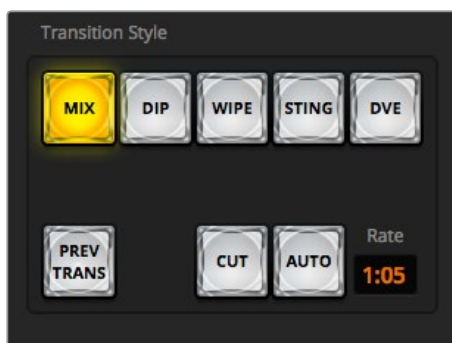 Transition Style
MIX
DIP
WIPE
STING
DVE
PREV
TRANS
CUT
AUTO
Rate
1:05